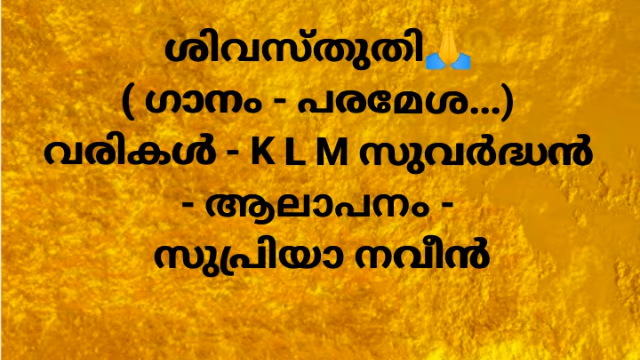 ശിവസ്തുതി🙏
( ഗാനം - പരമേശ...)
വരികൾ - K L M സുവർദ്ധൻ
- ആലാപനം -
സുപ്രിയാ നവീൻ